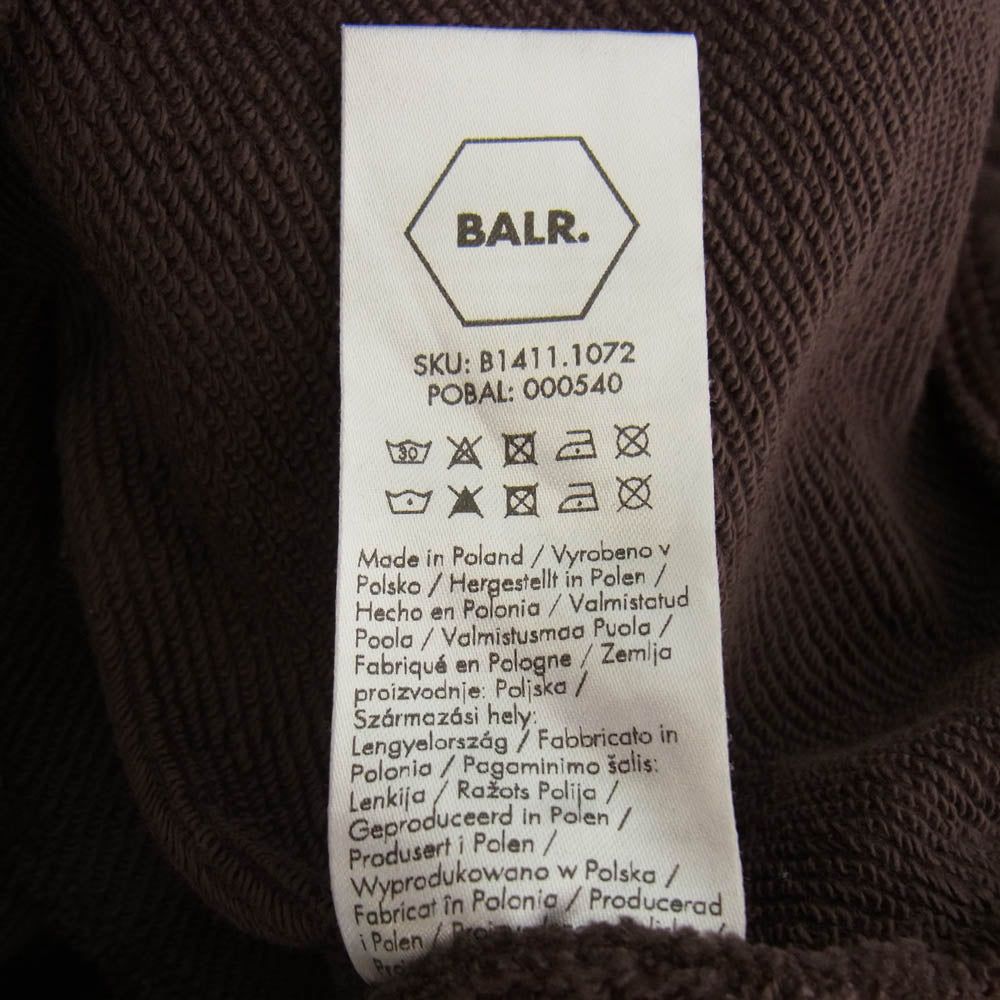 BALR.
SKU: B1411.1072
POBAL: 000540
30
Made in Poland / Vyrobeno v
Polsko / Hergestellt in Polen /
Hecho en Polonia / Valmistatud
Poola / Valmistusmaa Puola /
Fabriqué en Pologne / Zemlja
proizvodnje: Poljska /
Származási hely:
Lengyelország / Fabbricato in
Polonia / Pagaminimo šalis:
Lenkija / Ražots Polija /
Geproduceerd in Polen /
Produsert i Polen /
Wyprodukowano w Polska /
Fabricat în Polonia / Producerad
i Polen /